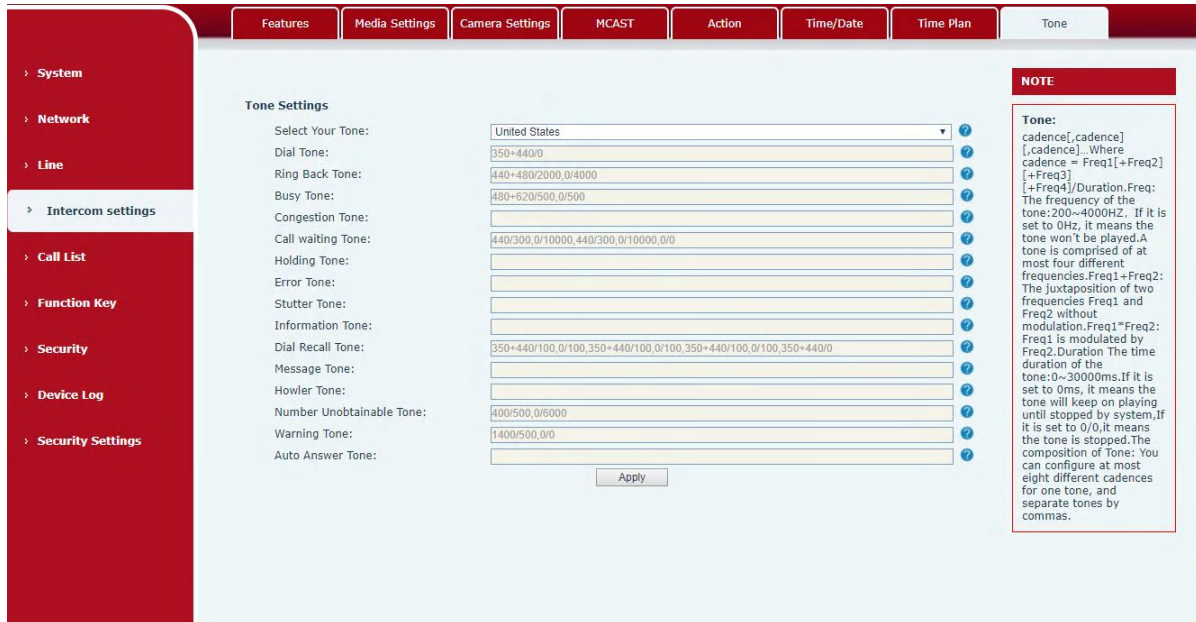 Features
Media Settings
Camera Settings
MCAST
Action
Time/Date
Time Plan
Tone
› System
› Network
› Line
› Intercom settings
› Call List
› Function Key
› Security
› Device Log
› Security Settings
Tone Settings
Select Your Tone: United States
Dial Tone: 350+440/0
Ring Back Tone: 440+480/2000,0/4000
Busy Tone: 480+620/500,0/500
Congestion Tone:
Call waiting Tone: 440/300,0/10000,440/300,0/10000,0/0
Holding Tone:
Error Tone:
Stutter Tone:
Information Tone:
Dial Recall Tone: 350+440/100,0/100,350+440/100,0/100,350+440/100,0/100,350+440/0
Message Tone:
Howler Tone:
Number Unobtainable Tone: 400/500,0/6000
Warning Tone: 1400/500,0/0
Auto Answer Tone:
Apply
NOTE
Tone:
cadence[,cadence]
[,cadence]...Where
cadence = Freq1[+Freq2]
[+Freq3]
[+Freq4]/Duration.Freq:
The frequency of the
tone:200~4000HZ, If it is
set to 0Hz, it means the
tone won't be played.A
tone is comprised of at
most four different
frequencies.Freq1+Freq2:
The juxtaposition of two
frequencies Freq1 and
Freq2 without
modulation.Freq1*Freq2:
Freq1 is modulated by
Freq2.Duration The time
duration of the
tone:0~30000ms.If it is
set to 0ms, it means the
tone will keep on playing
until stopped by system,If
it is set to 0/0,it means
the tone is stopped.The
composition of Tone: You
can configure at most
eight different cadences
for one tone, and
separate tones by
commas.